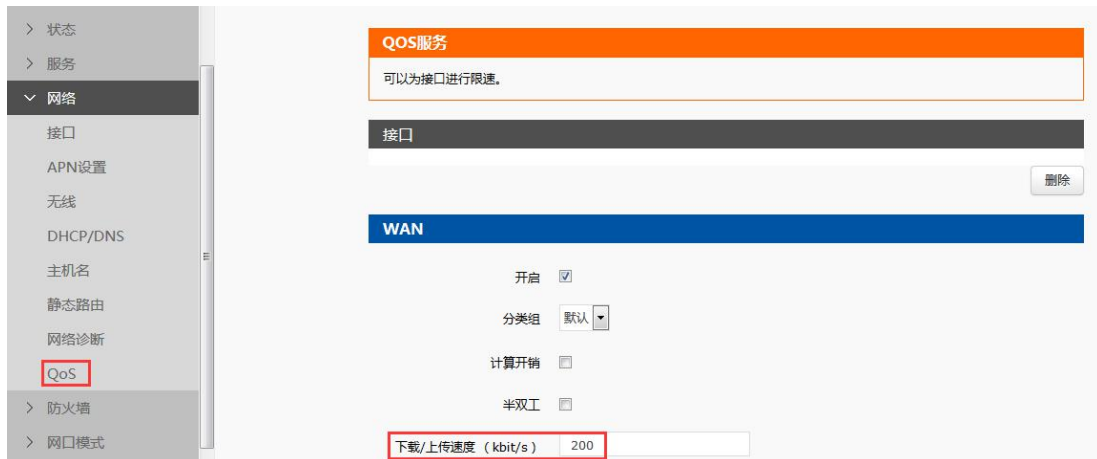 状态
服务
网络
接口
APN设置
无线
DHCP/DNS
主机名
静态路由
网络诊断
QoS
防火墙
网口模式
QOS服务
可以为接口进行限速。
接口
删除
WAN
开启
分类组 默认
计算开销
半双工
下载/上传速度 （kbit/s） 200